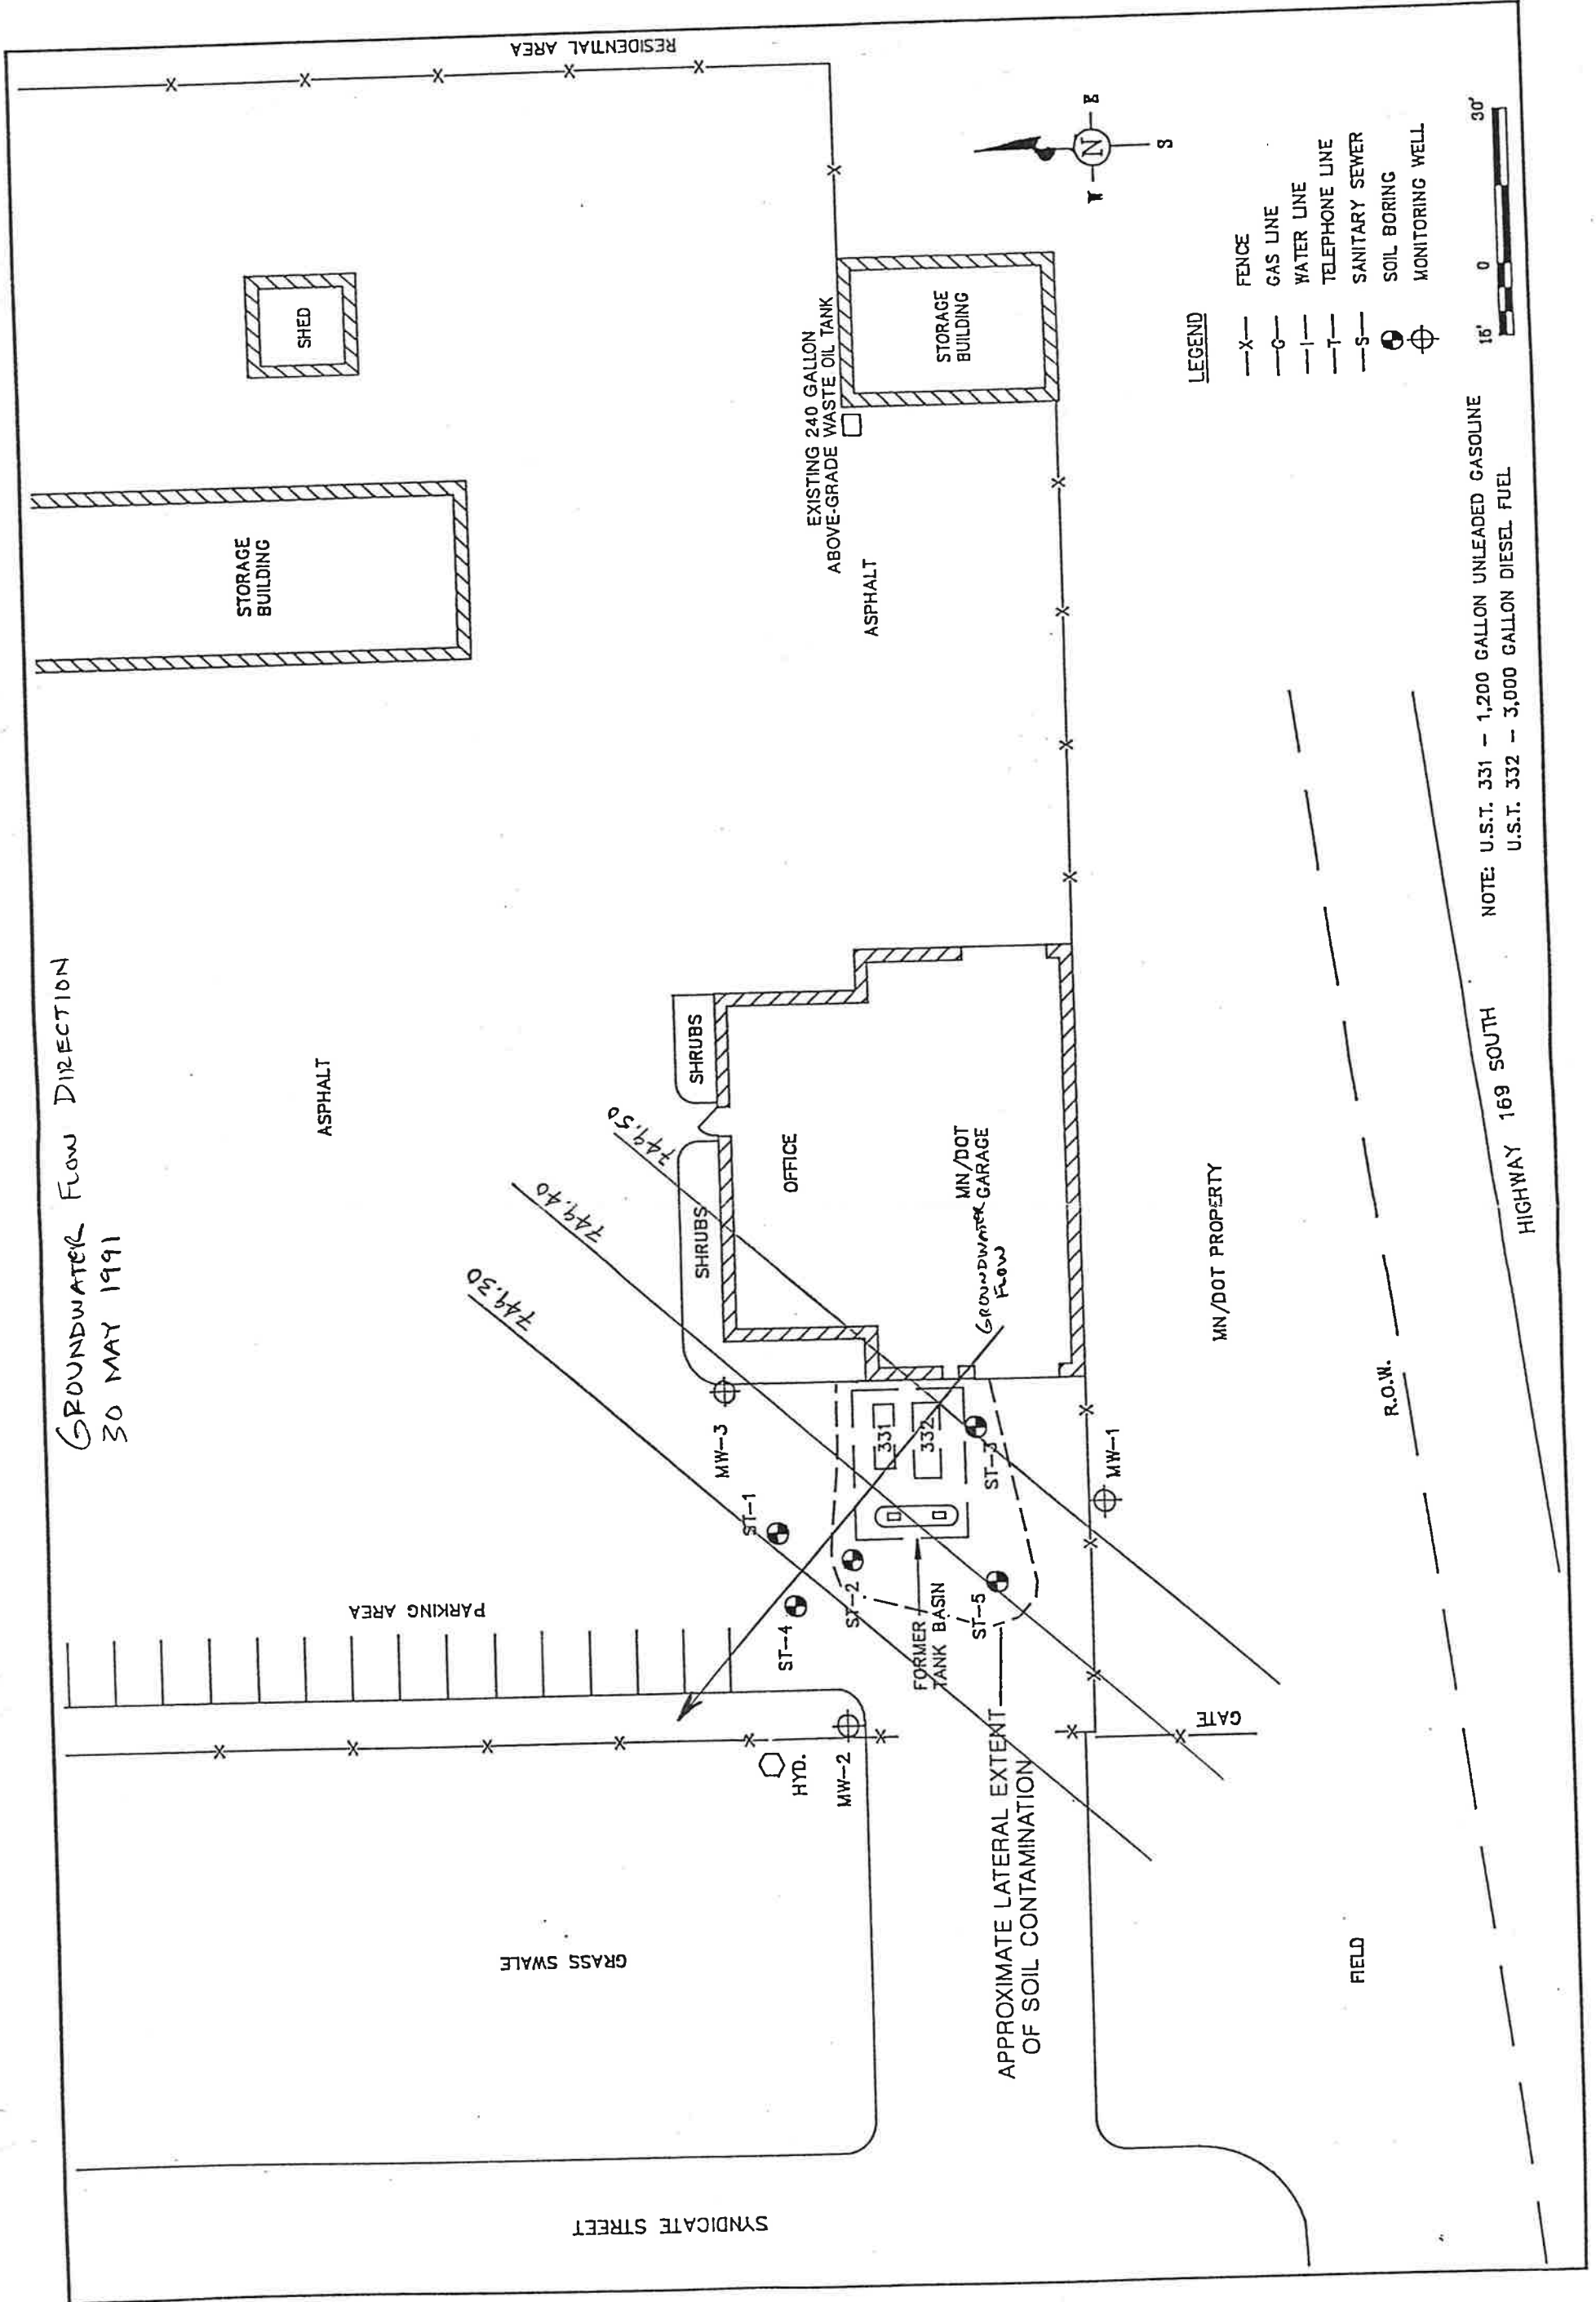 GROUNDWATER FLOW DIRECTION
30 MAY 1991
RESIDENTIAL AREA
SHED
STORAGE
BUILDING
ASPHALT
EXISTING 240 GALLON
ABOVE-GRADE WASTE OIL TANK
STORAGE
BUILDING
ASPHALT
N
W
E
S
SHRUBS
SHRUBS
OFFICE
MN/DOT
GARAGE
GROUNDWATER
FLOW
749.50
749.40
749.30
MW-3
ST-1
ST-4
ST-2
331
332
ST-3
ST-5
MW-1
MW-2
HYD.
PARKING AREA
FORMER
TANK BASIN
GATE
APPROXIMATE LATERAL EXTENT
OF SOIL CONTAMINATION
GRASS SWALE
SYNDICATE STREET
FIELD
MN/DOT PROPERTY
R.O.W.
HIGHWAY 169 SOUTH
LEGEND
—X— FENCE
—G— GAS LINE
—I— WATER LINE
—T— TELEPHONE LINE
—S— SANITARY SEWER
SOIL BORING
MONITORING WELL
15' 0 30'
NOTE: U.S.T. 331 - 1,200 GALLON UNLEADED GASOLINE
U.S.T. 332 - 3,000 GALLON DIESEL FUEL